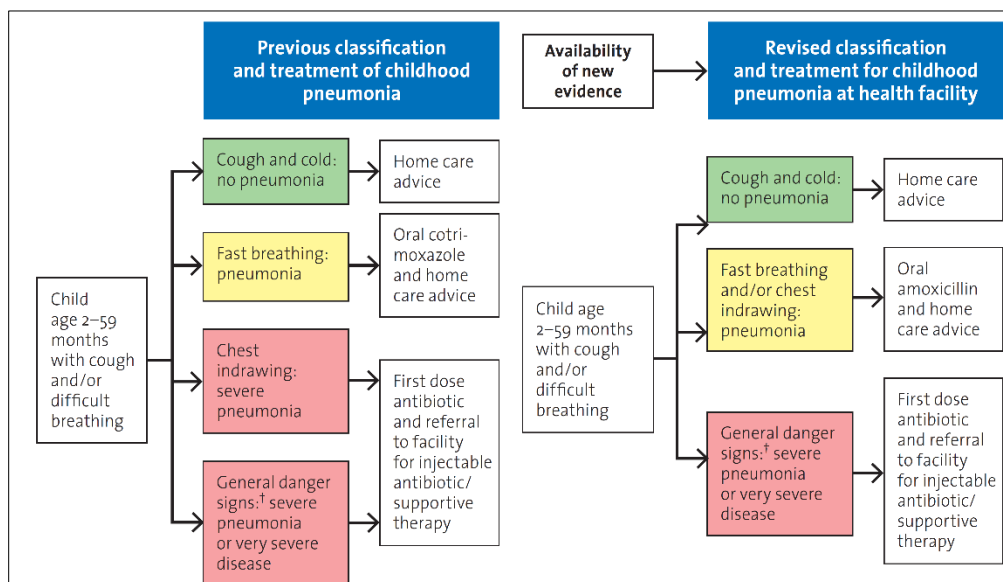 Previous classification
and treatment of childhood
pneumonia
Availability
of new
evidence
Revised classification
and treatment for childhood
pneumonia at health facility
Child
age 2–59
months
with cough
and/or
difficult
breathing
Cough and cold:
no pneumonia
Home care
advice
Fast breathing:
pneumonia
Oral cotri-
moxazole
and home
care advice
Chest
indrawing:
severe
pneumonia
General danger
signs:† severe
pneumonia
or very severe
disease
First dose
antibiotic
and referral
to facility
for injectable
antibiotic/
supportive
therapy
Child age
2–59 months
with cough
and/or
difficult
breathing
Cough and cold:
no pneumonia
Home care
advice
Fast breathing
and/or chest
indrawing:
pneumonia
Oral
amoxicillin
and home
care advice
General danger
signs:† severe
pneumonia
or very severe
disease
First dose
antibiotic
and referral
to facility
for injectable
antibiotic/
supportive
therapy